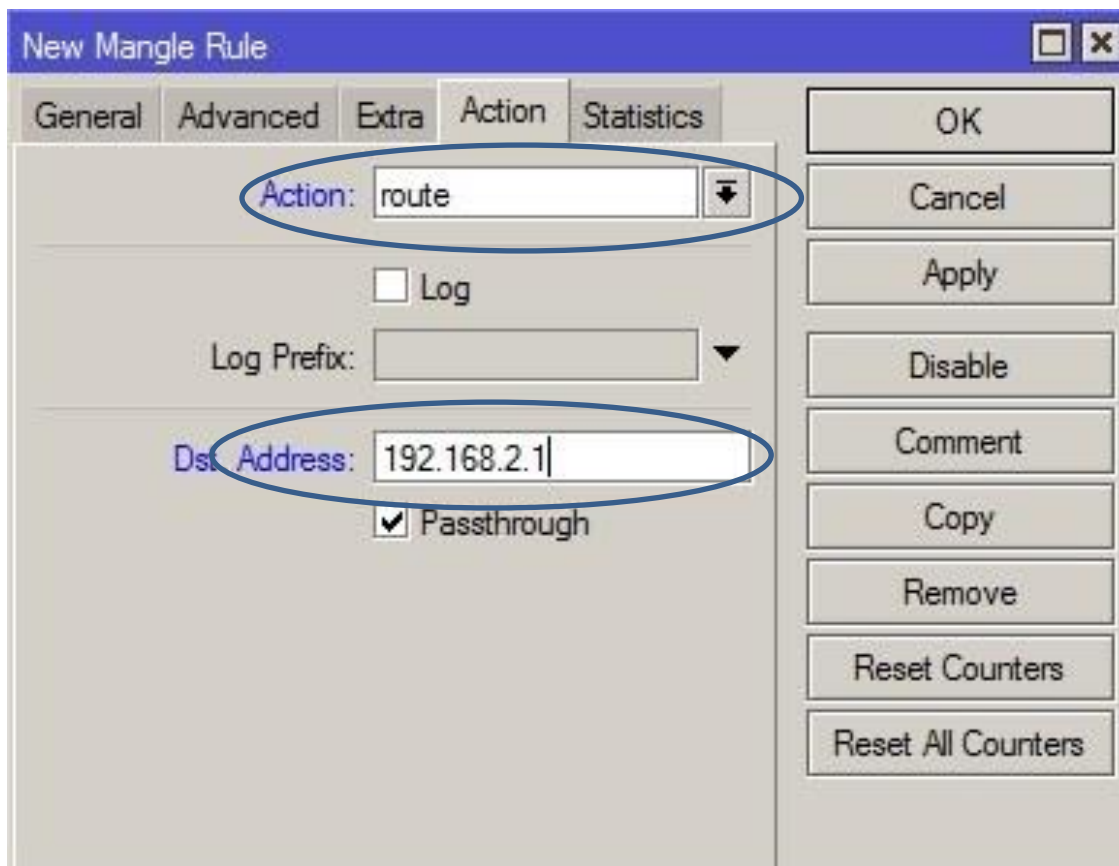 New Mangle Rule
General Advanced Extra Action Statistics
OK
Action: route
Cancel
Log
Apply
Log Prefix:
Disable
Dst. Address: 192.168.2.1
Comment
Passthrough
Copy
Remove
Reset Counters
Reset All Counters